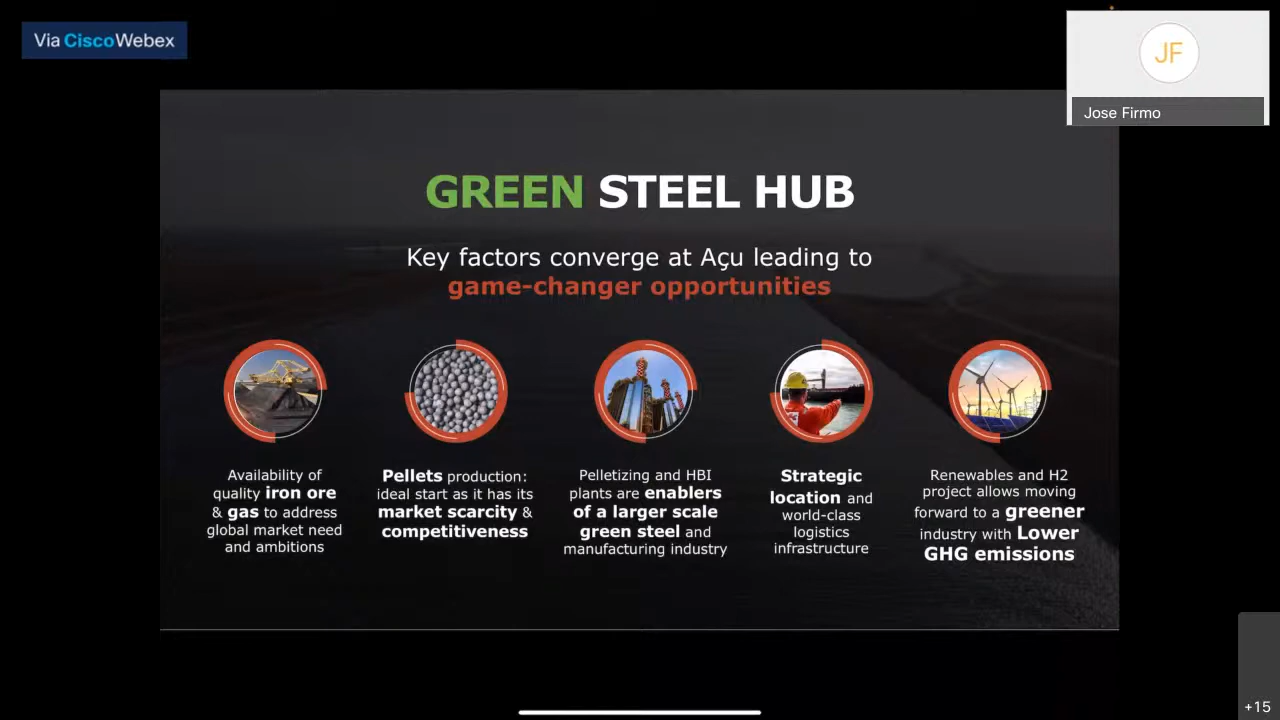 Via Cisco Webex
JF
Jose Firmo
GREEN STEEL HUB
Key factors converge at Açu leading to
game-changer opportunities
Availability of
quality iron ore
& gas to address
global market need
and ambitions
Pellets production:
ideal start as it has its
market scarcity &
competitiveness
Pelletizing and HBI
plants are enablers
of a larger scale
green steel and
manufacturing industry
Strategic
location and
world-class
logistics
infrastructure
Renewables and H2
project allows moving
forward to a greener
industry with Lower
GHG emissions
+15